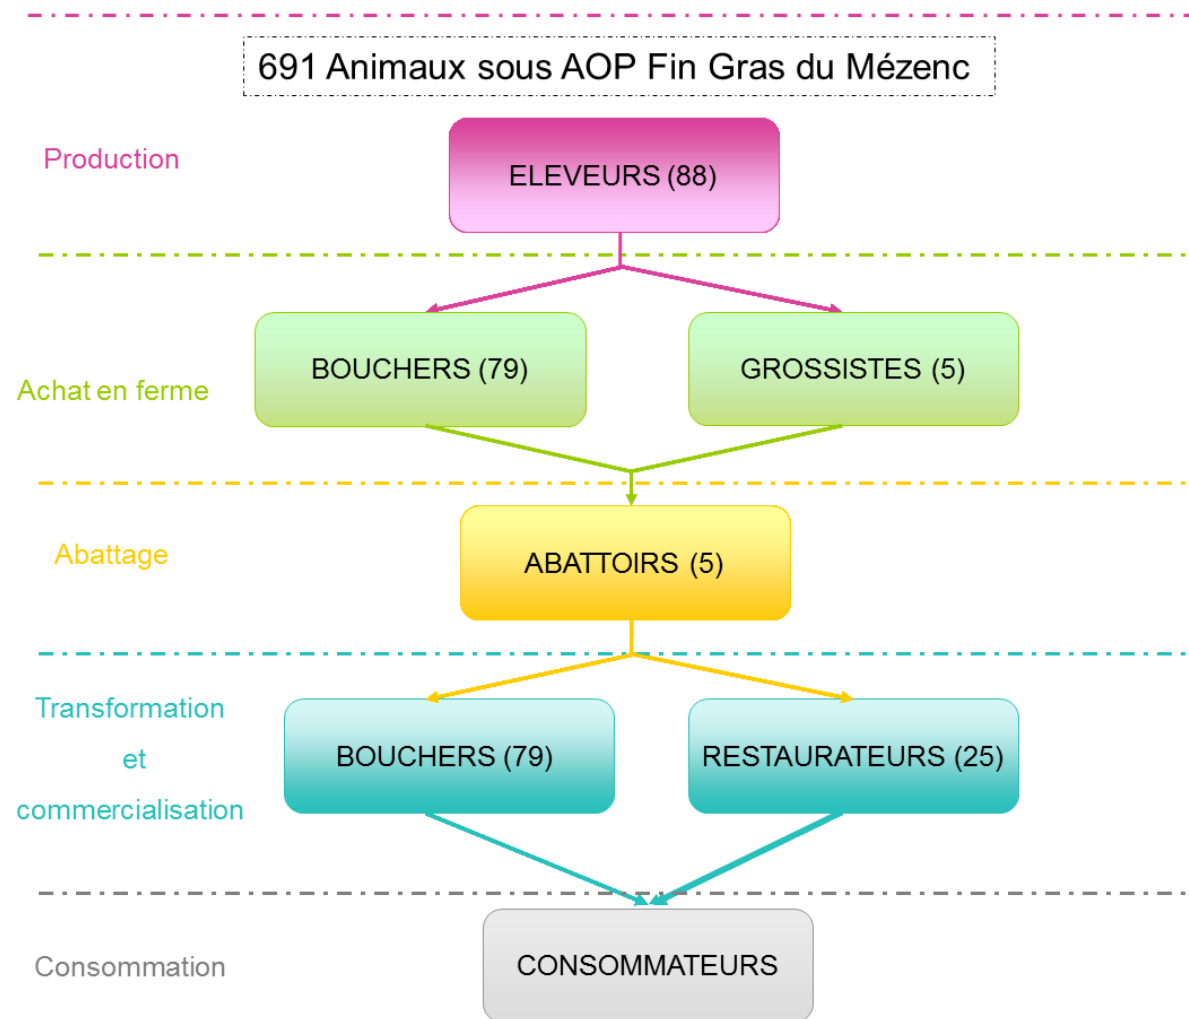 691 Animaux sous AOP Fin Gras du Mézenc
Production
ELEVEURS (88)
Achat en ferme
BOUCHERS (79)
GROSSISTES (5)
Abattage
ABATTOIRS (5)
Transformation
et
commercialisation
BOUCHERS (79)
RESTAURATEURS (25)
Consommation
CONSOMMATEURS